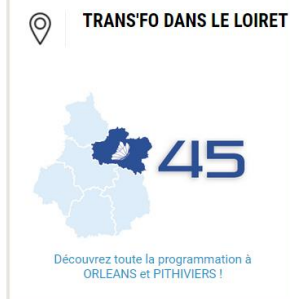 TRANS'FO DANS LE LOIRET
45
Découvrez toute la programmation à
ORLEANS et PITHIVIERS !